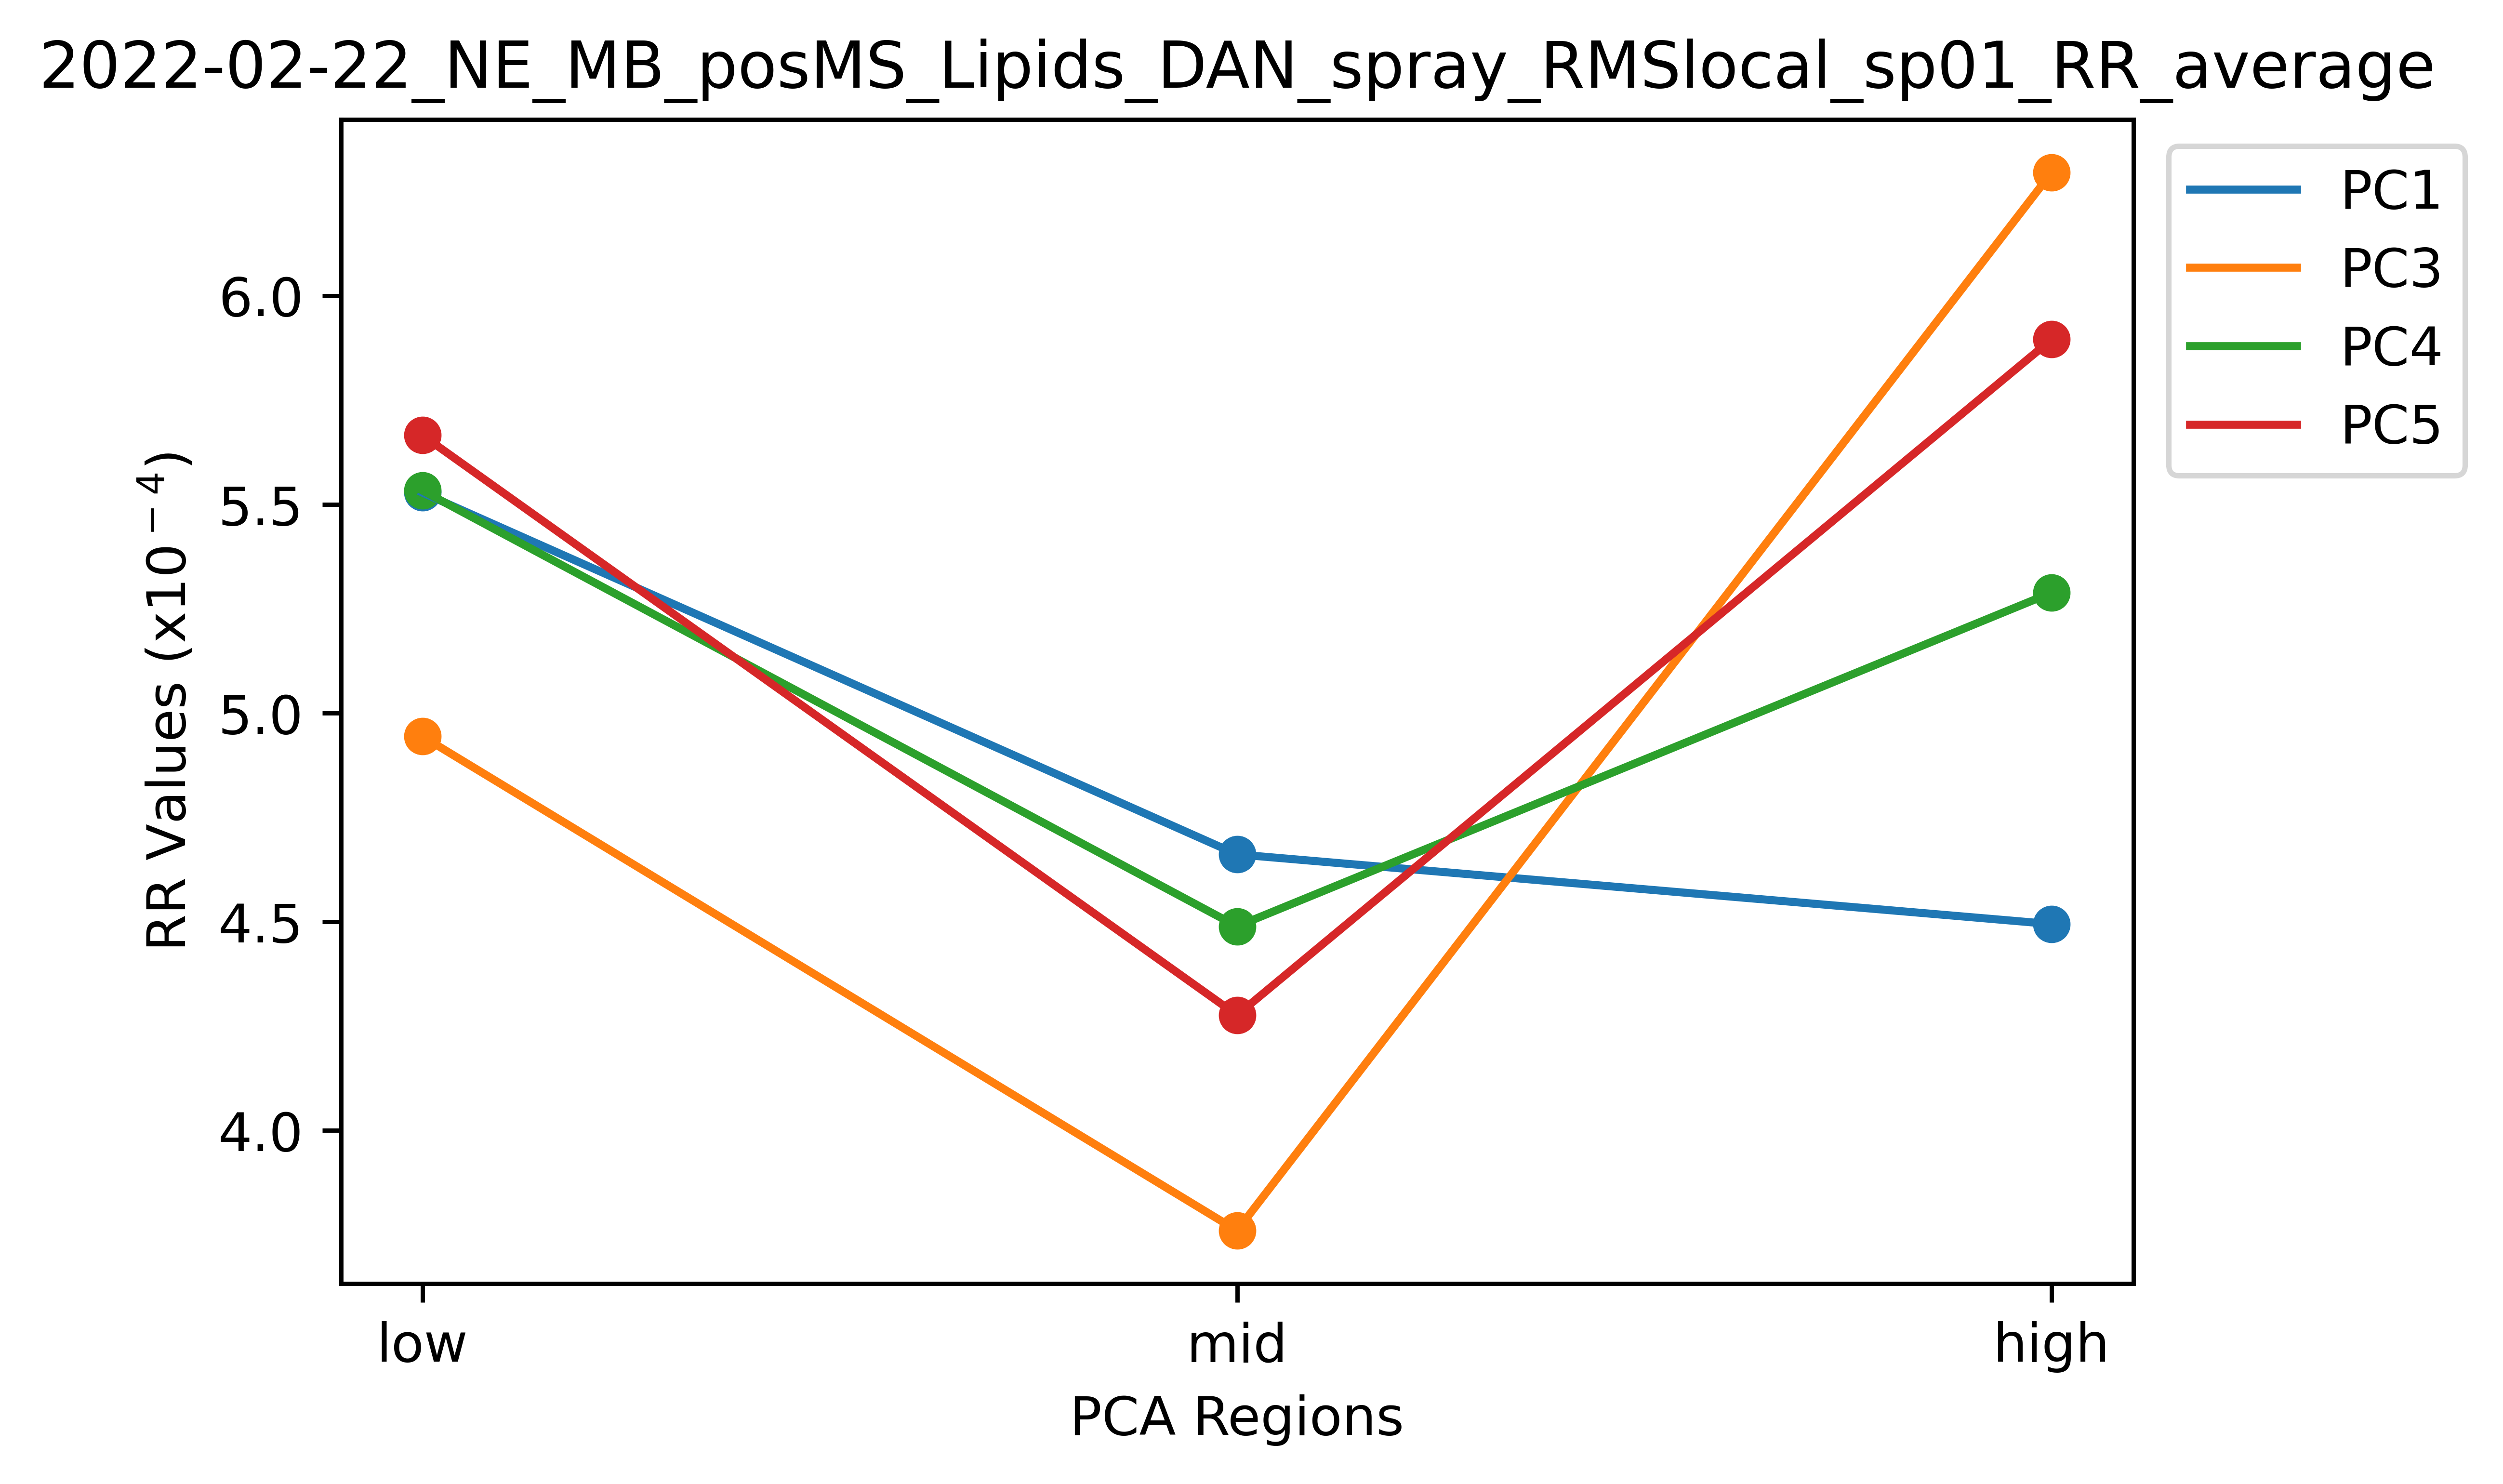 2022-02-22_NE_MB_posMS_Lipids_DAN_spray_RMSlocal_sp01_RR_average
PC1
PC3
PC4
PC5
RR Values (x10⁻⁴)
6.0
5.5
5.0
4.5
4.0
low mid high
PCA Regions